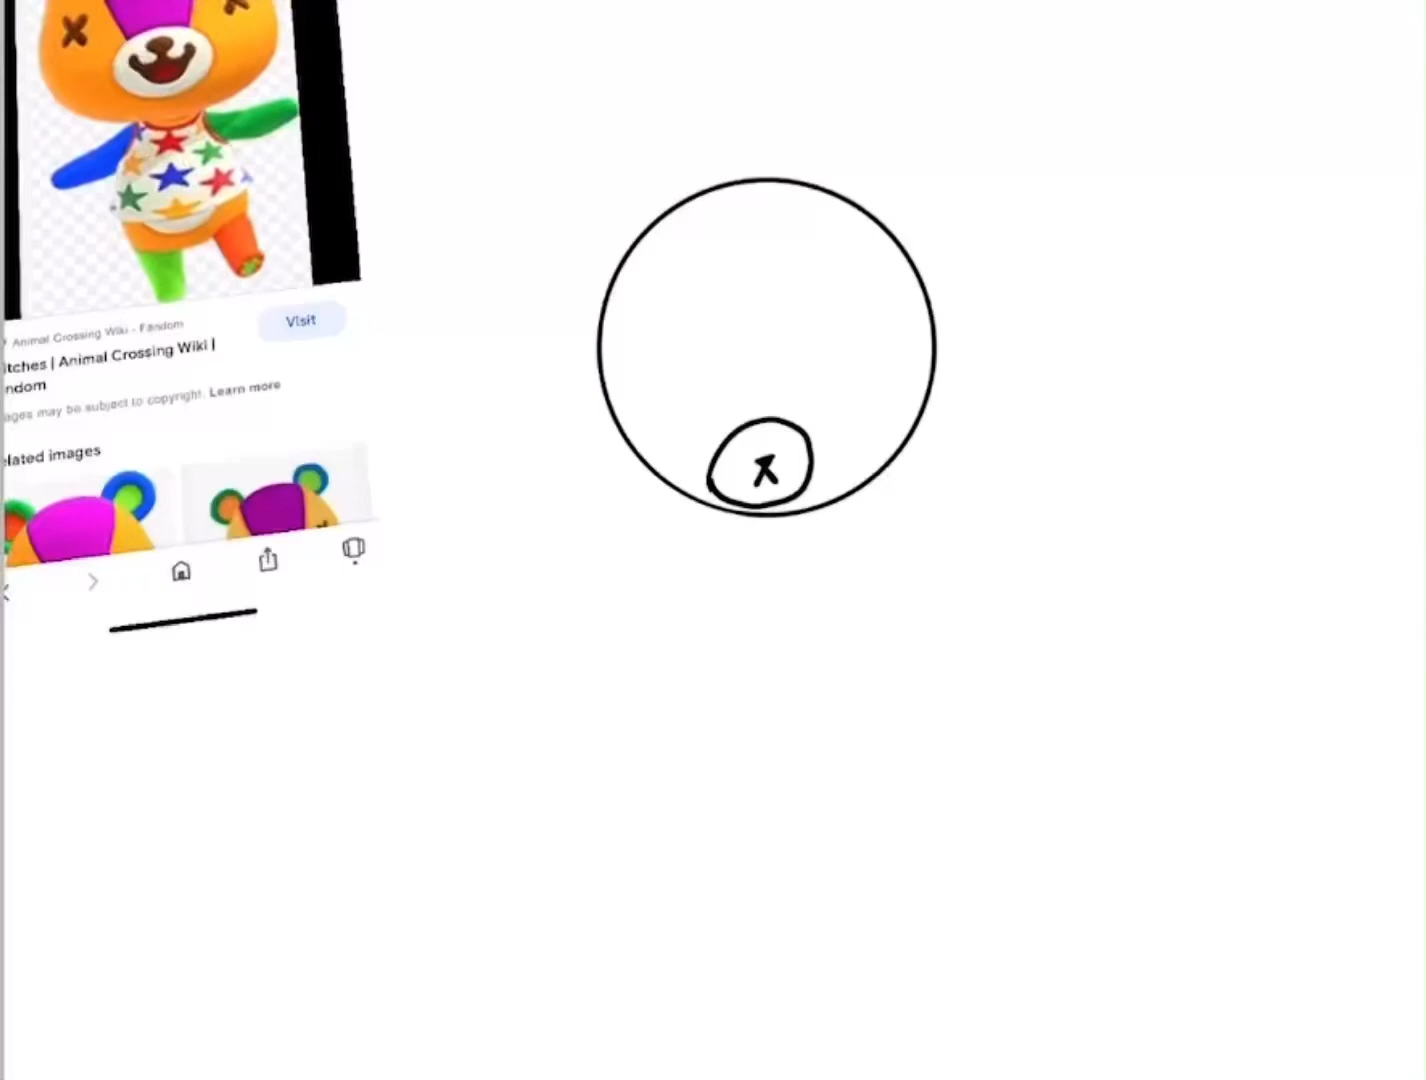 Animal Crossing Wiki - Fandom
Visit
itches | Animal Crossing Wiki |
ndom
ages may be subject to copyright. Learn more
elated images